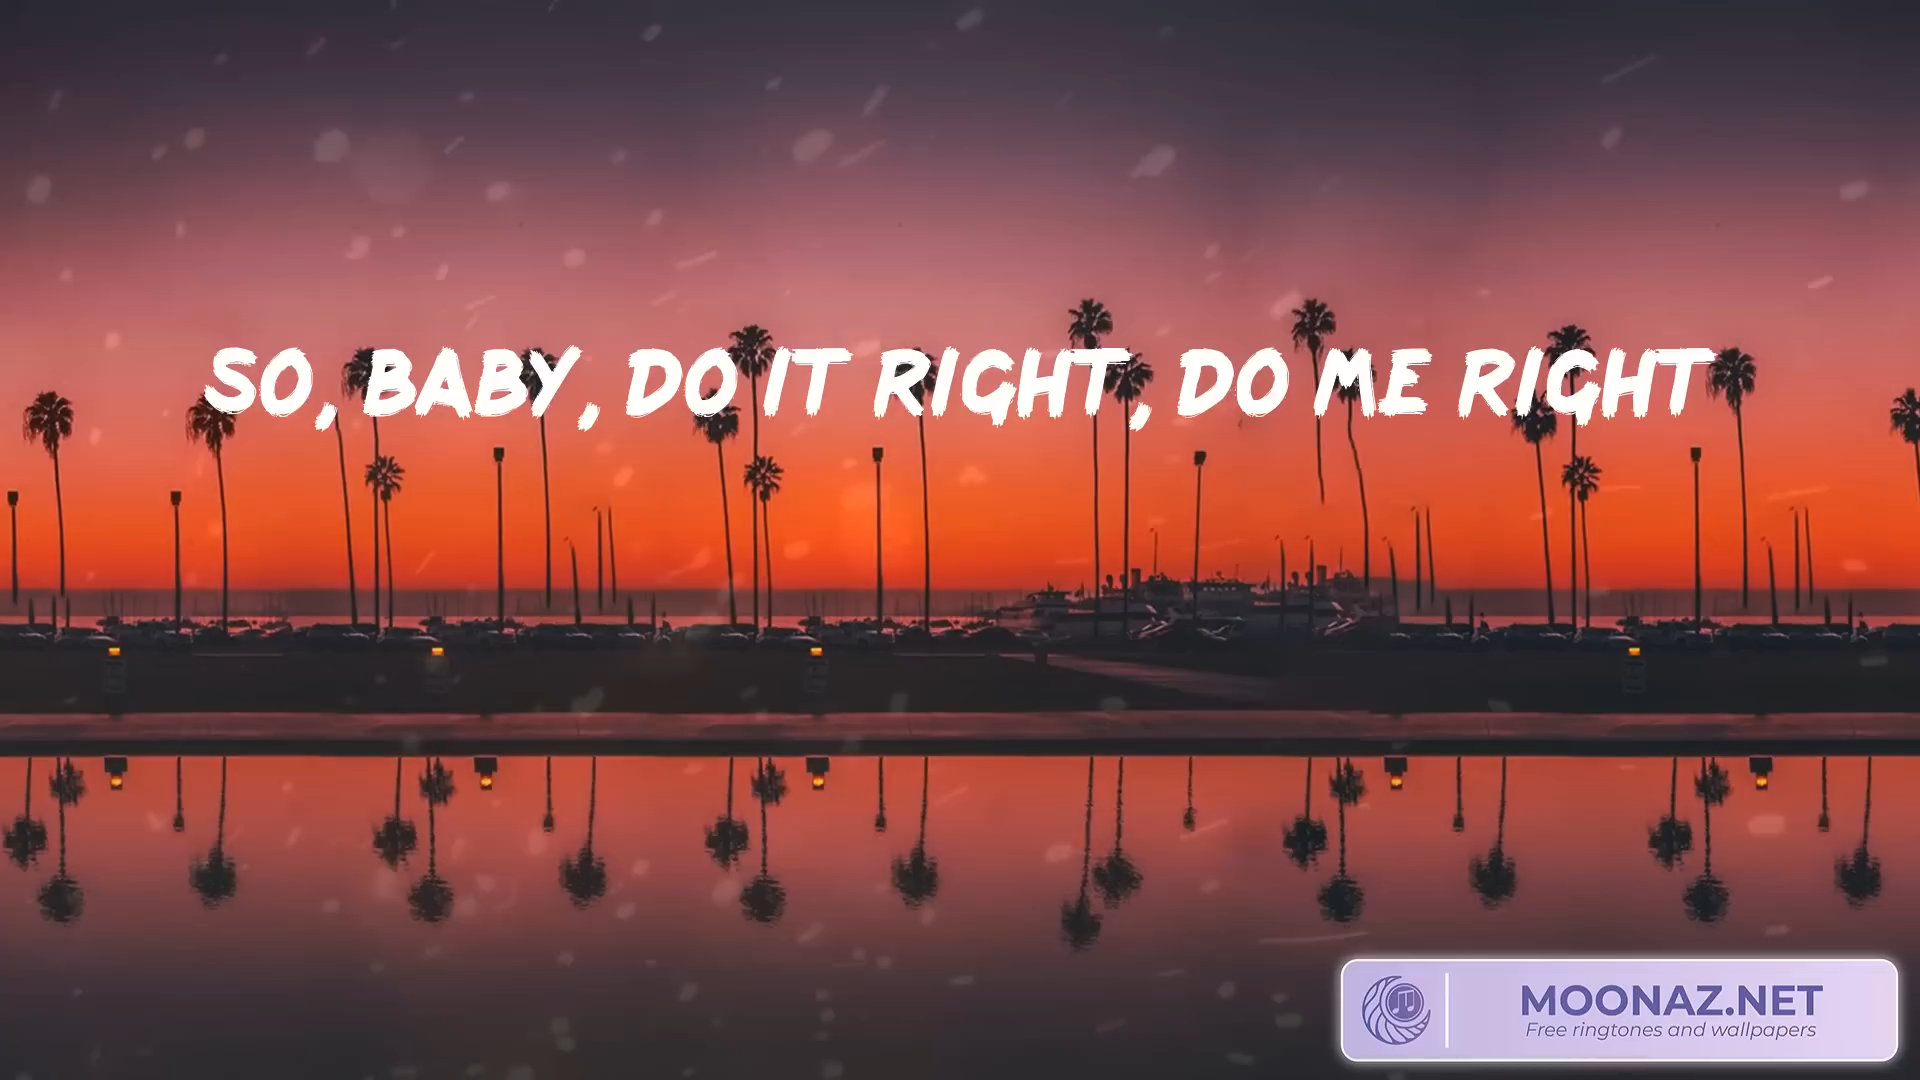 SO, BABY, DO IT RIGHT, DO ME RIGHT
MOONAZ.NET
Free ringtones and wallpapers